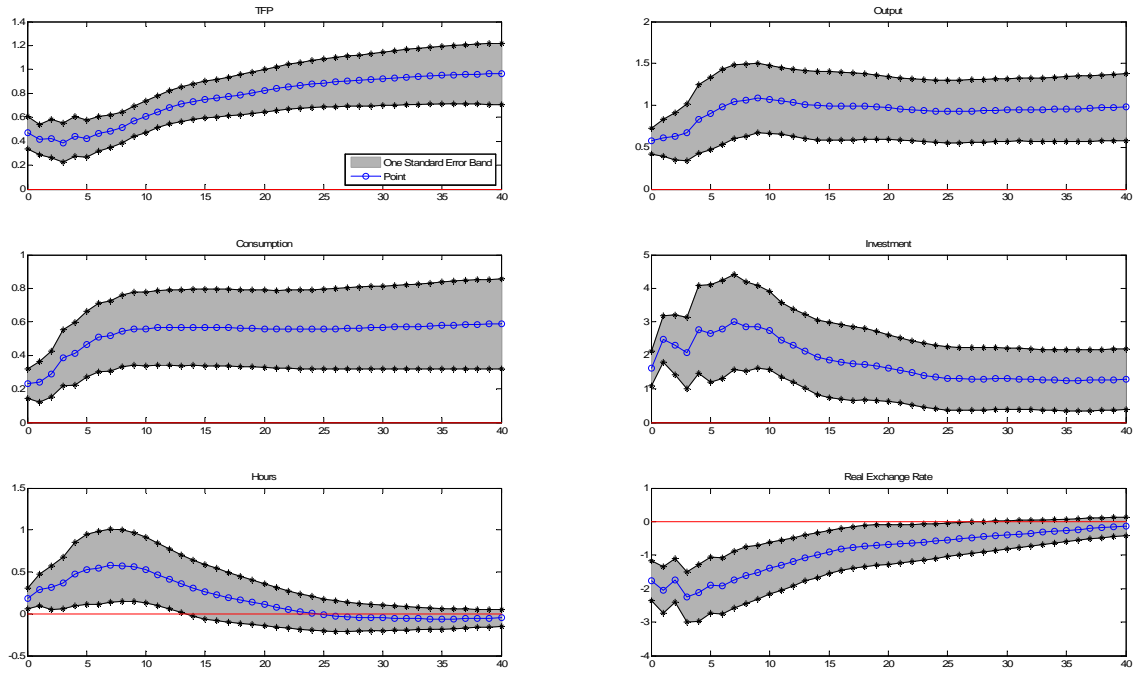 TFP
1.4
1.2
1
0.8
0.6
0.4
0.2
0
0 5 10 15 20 25 30 35 40
One Standard Error Band
Point
Output
2
1.5
1
0.5
0
0 5 10 15 20 25 30 35 40
Consumption
1
0.8
0.6
0.4
0.2
0
0 5 10 15 20 25 30 35 40
Investment
5
4
3
2
1
0
0 5 10 15 20 25 30 35 40
Hours
1.5
1
0.5
0
-0.5
0 5 10 15 20 25 30 35 40
Real Exchange Rate
1
0
-1
-2
-3
-4
0 5 10 15 20 25 30 35 40